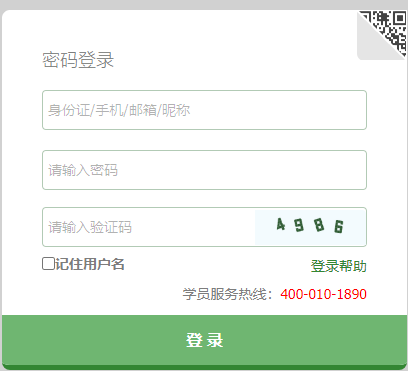 密码登录
身份证/手机/邮箱/昵称
请输入密码
请输入验证码 4986
记住用户名 登录帮助
学员服务热线：400-010-1890
登 录